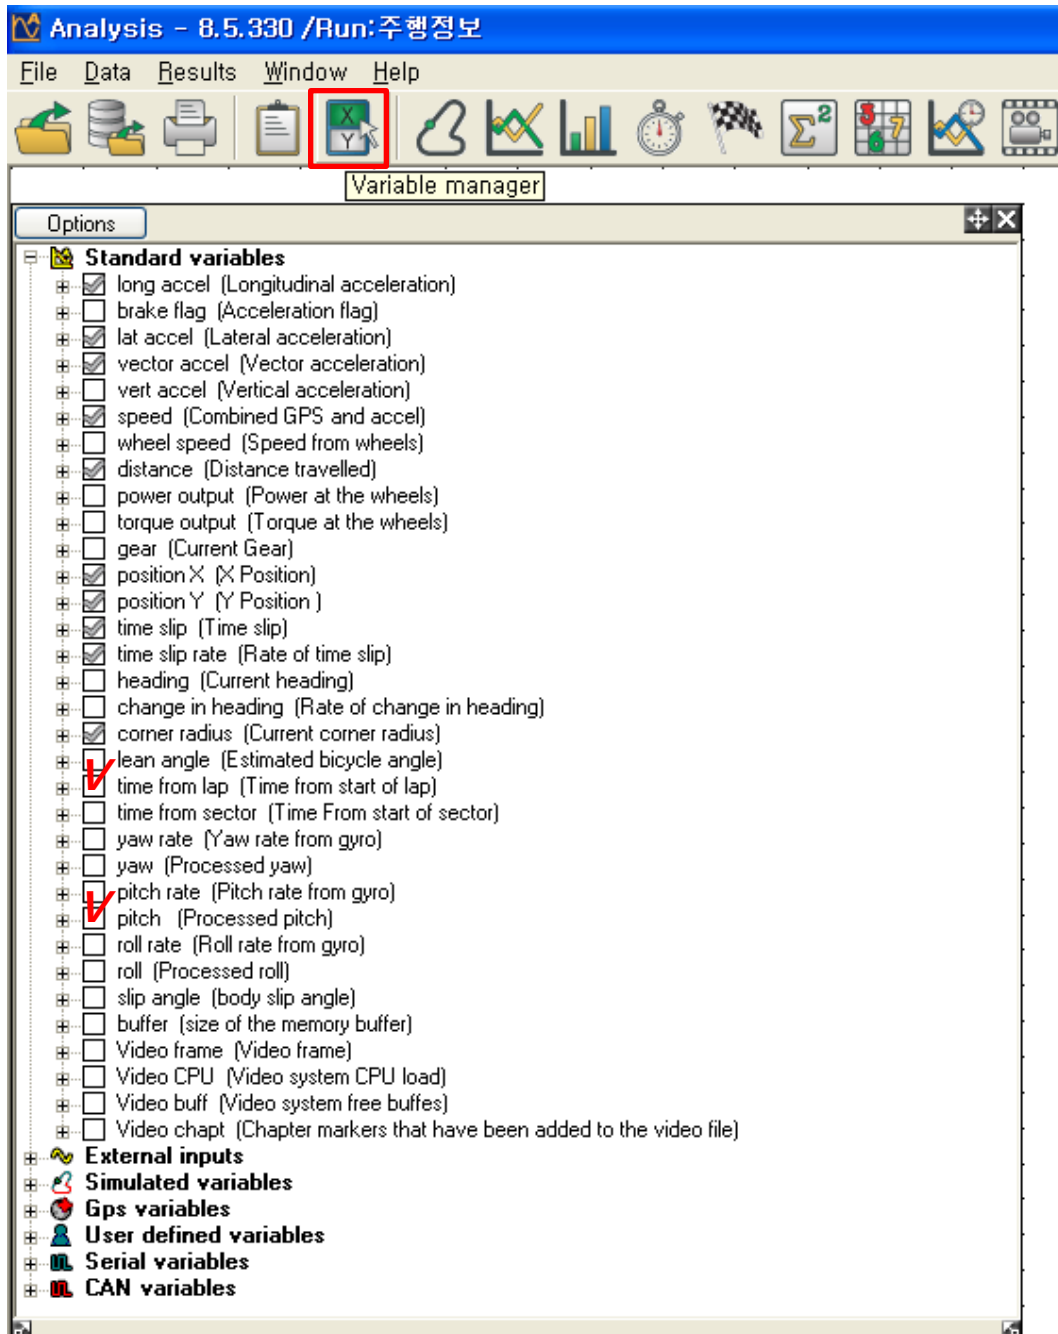 Analysis - 8.5.330 /Run:주행정보
File Data Results Window Help
X
Y
Σ2
Variable manager
Options
Standard variables
long accel (Longitudinal acceleration)
brake flag (Acceleration flag)
lat accel (Lateral acceleration)
vector accel (Vector acceleration)
vert accel (Vertical acceleration)
speed (Combined GPS and accel)
wheel speed (Speed from wheels)
distance (Distance travelled)
power output (Power at the wheels)
torque output (Torque at the wheels)
gear (Current Gear)
position X (X Position)
position Y (Y Position )
time slip (Time slip)
time slip rate (Rate of time slip)
heading (Current heading)
change in heading (Rate of change in heading)
corner radius (Current corner radius)
lean angle (Estimated bicycle angle)
V
time from lap (Time from start of lap)
time from sector (Time From start of sector)
yaw rate (Yaw rate from gyro)
yaw (Processed yaw)
pitch rate (Pitch rate from gyro)
V
pitch (Processed pitch)
roll rate (Roll rate from gyro)
roll (Processed roll)
slip angle (body slip angle)
buffer (size of the memory buffer)
Video frame (Video frame)
Video CPU (Video system CPU load)
Video buff (Video system free buffes)
Video chapt (Chapter markers that have been added to the video file)
External inputs
Simulated variables
Gps variables
User defined variables
Serial variables
CAN variables